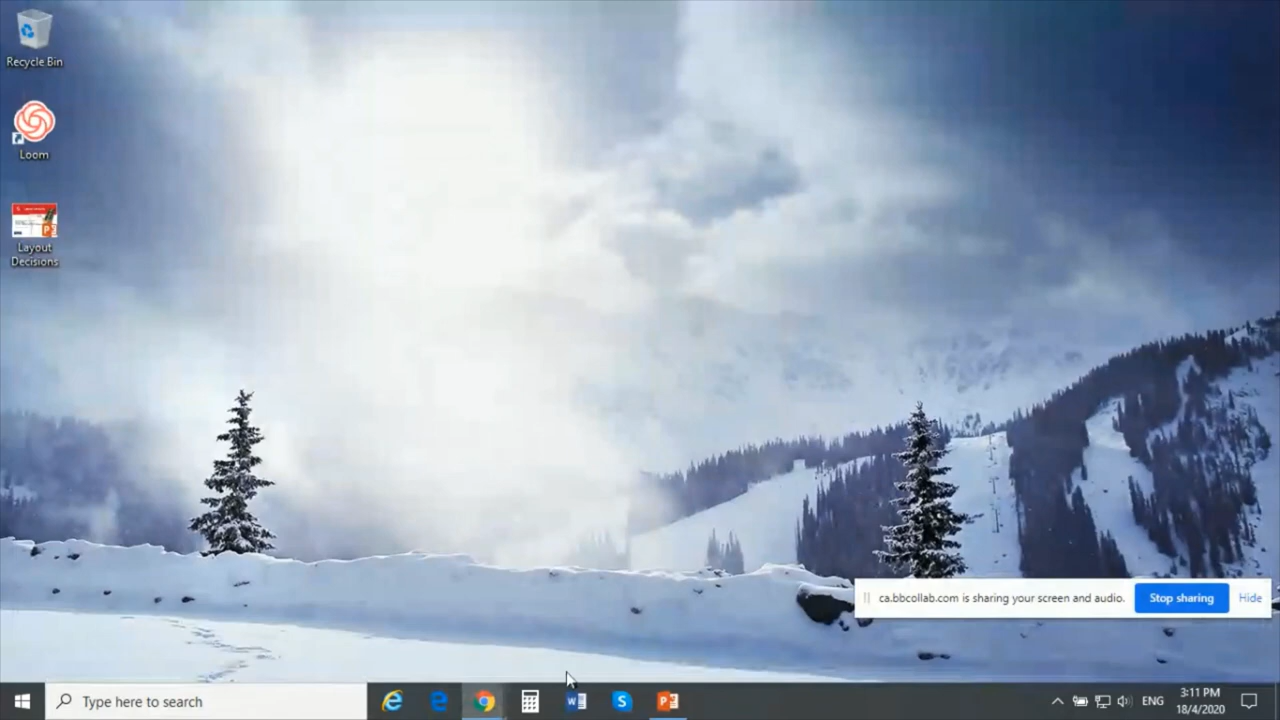 Recycle Bin
Loom
Layout
Decisions
ca.bbcollab.com is sharing your screen and audio.
Stop sharing
Hide
Type here to search
ENG
3:11 PM
18/4/2020